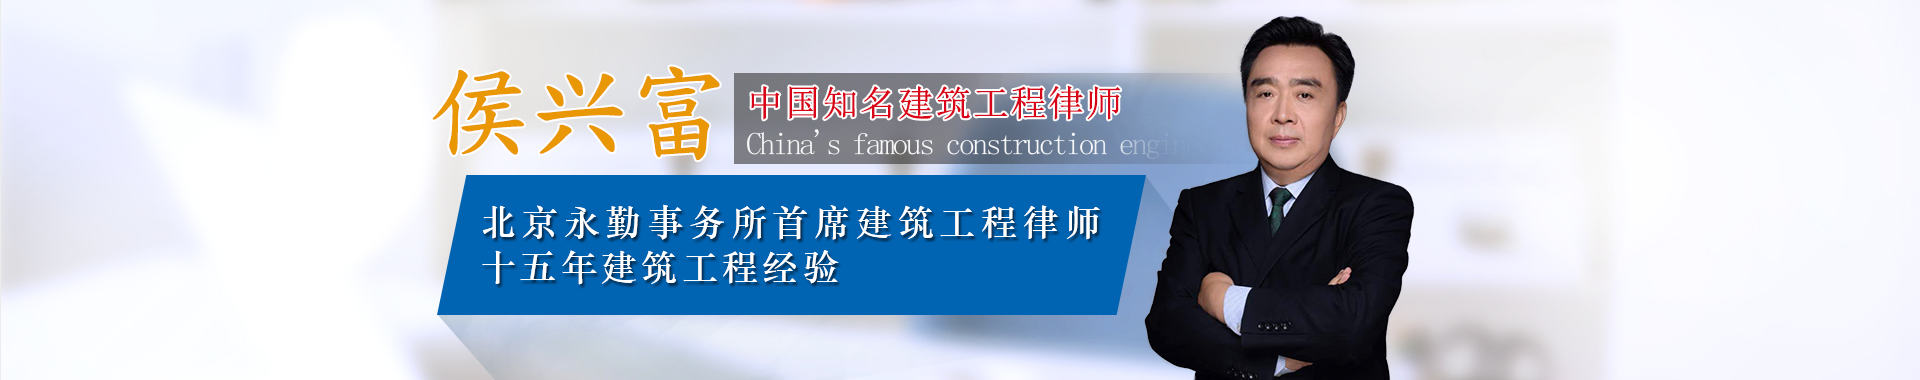 侯兴富
中国知名建筑工程律师
China's famous construction
北京永勤事务所首席建筑工程律师
十五年建筑工程经验